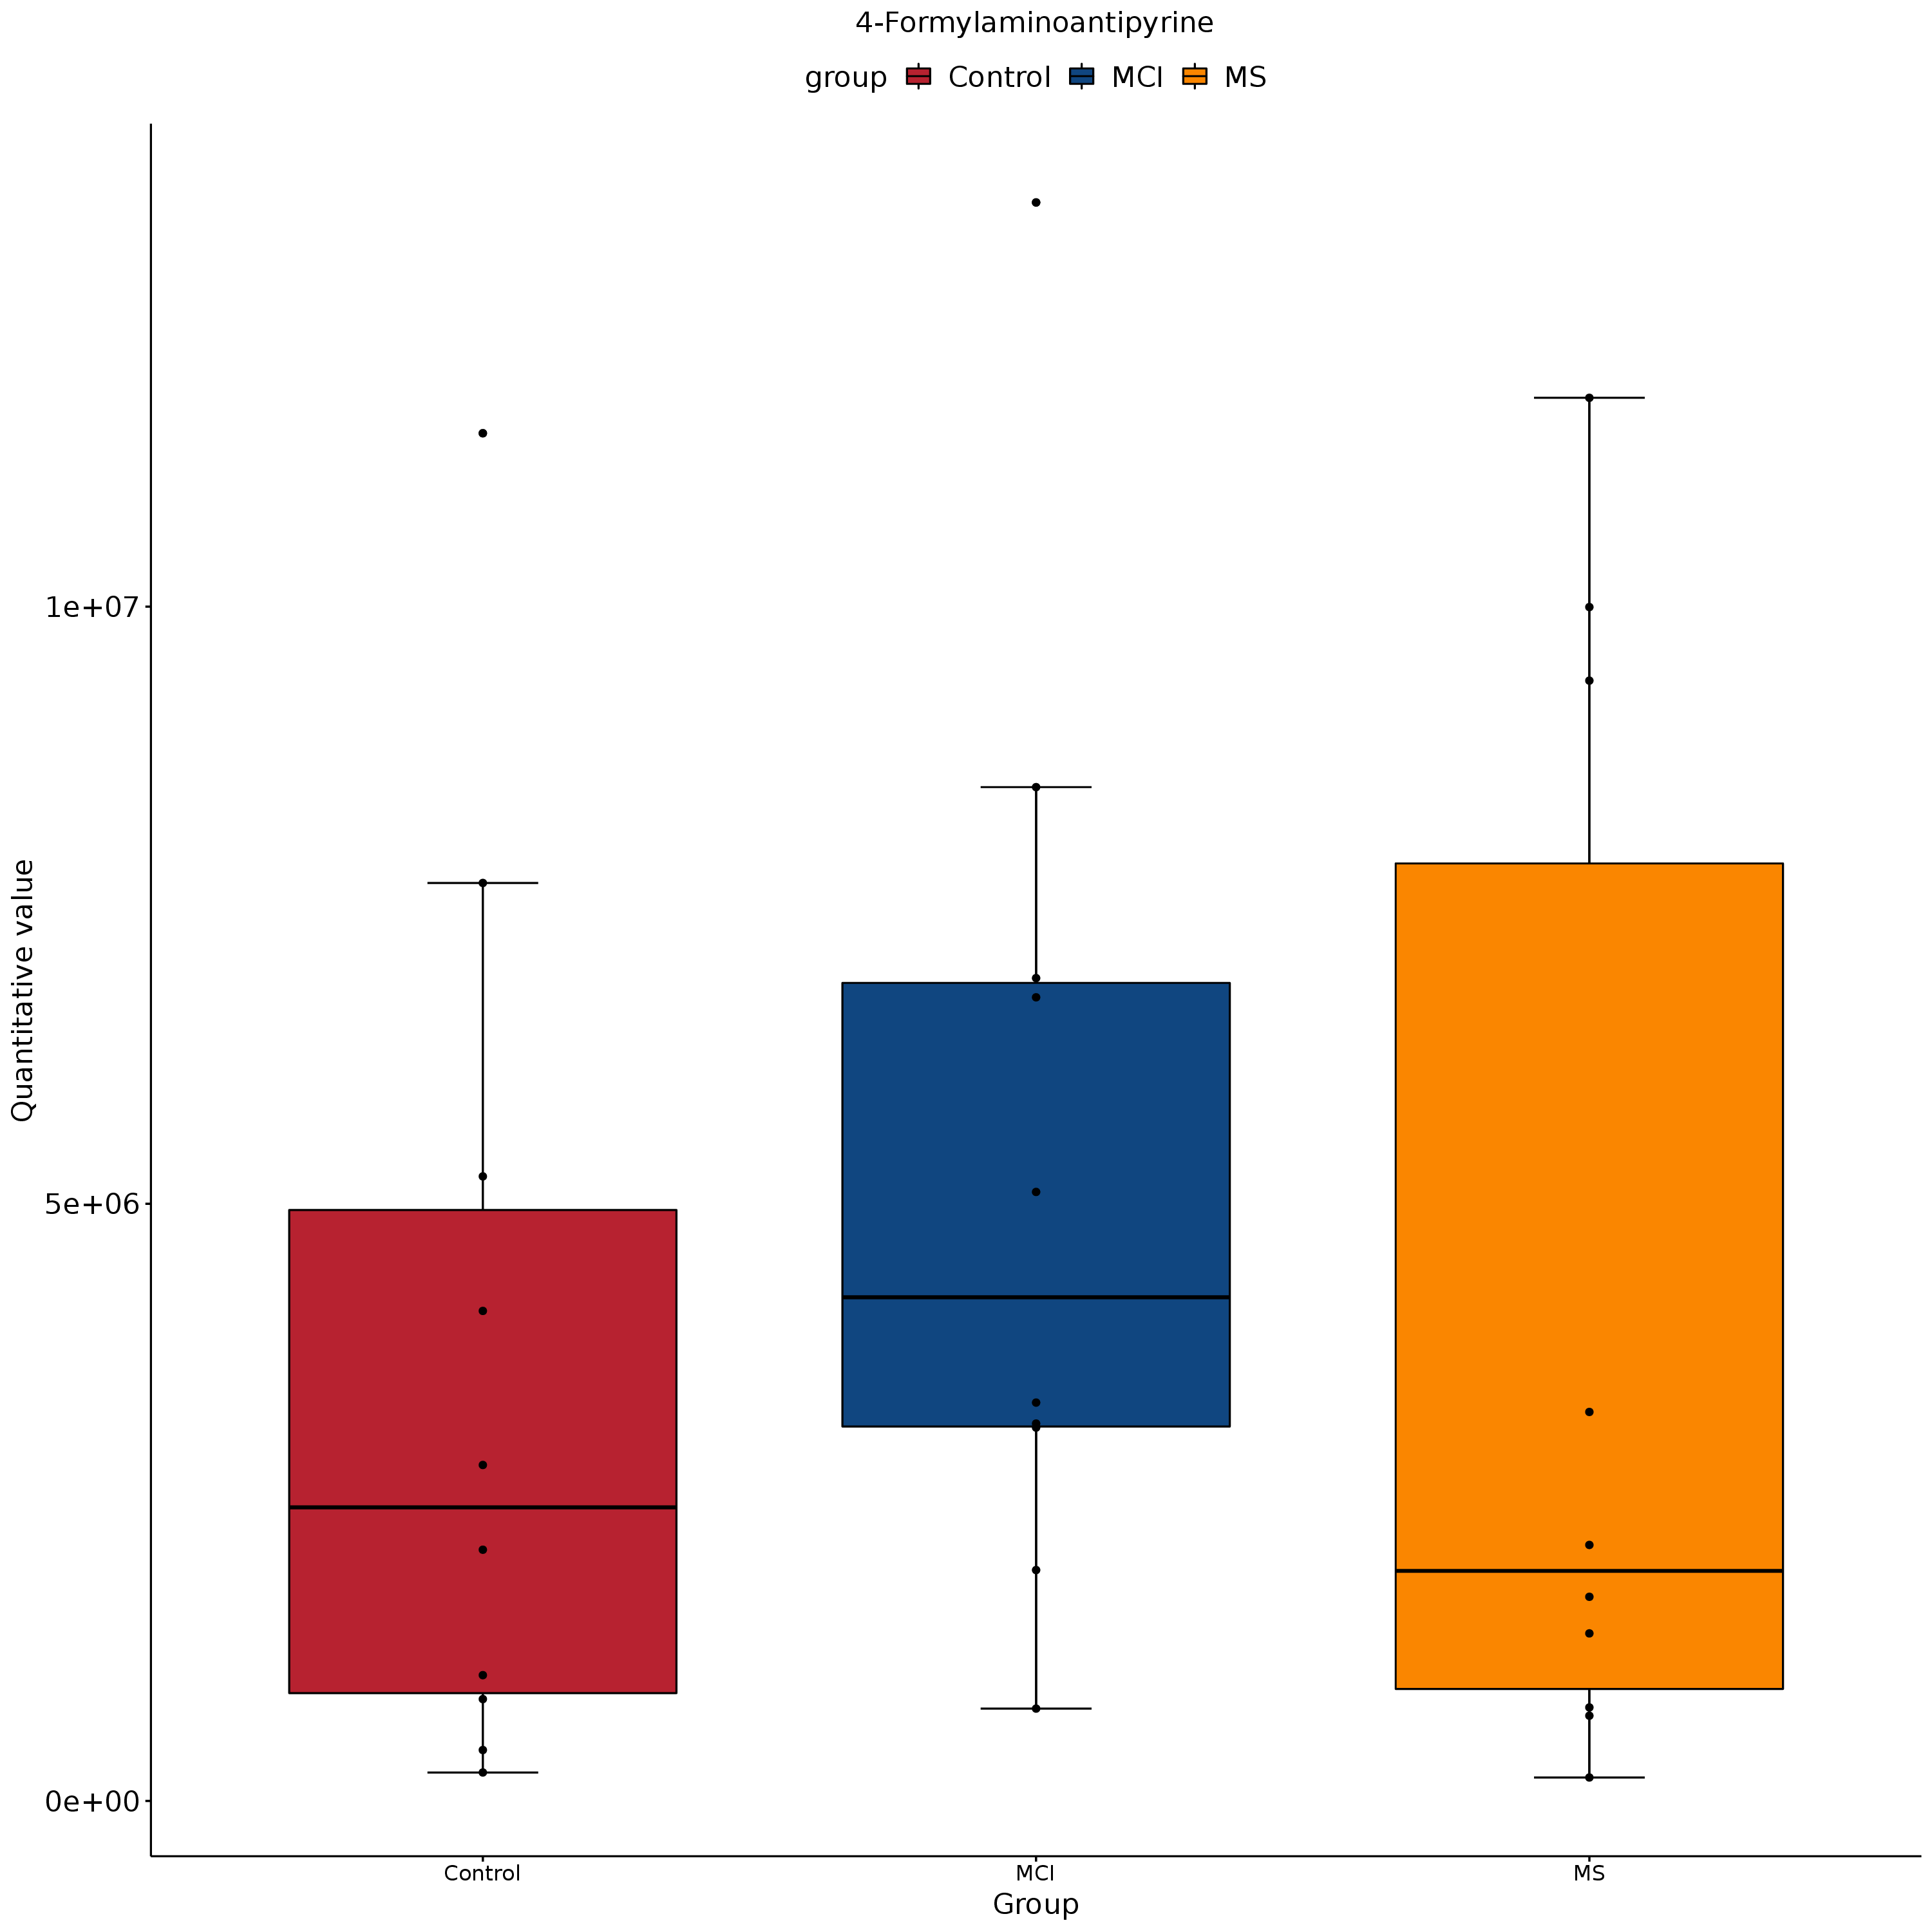 4-Formylaminoantipyrine
group Control MCI MS
Quantitative value
1e+07
5e+06
0e+00
Control MCI MS
Group